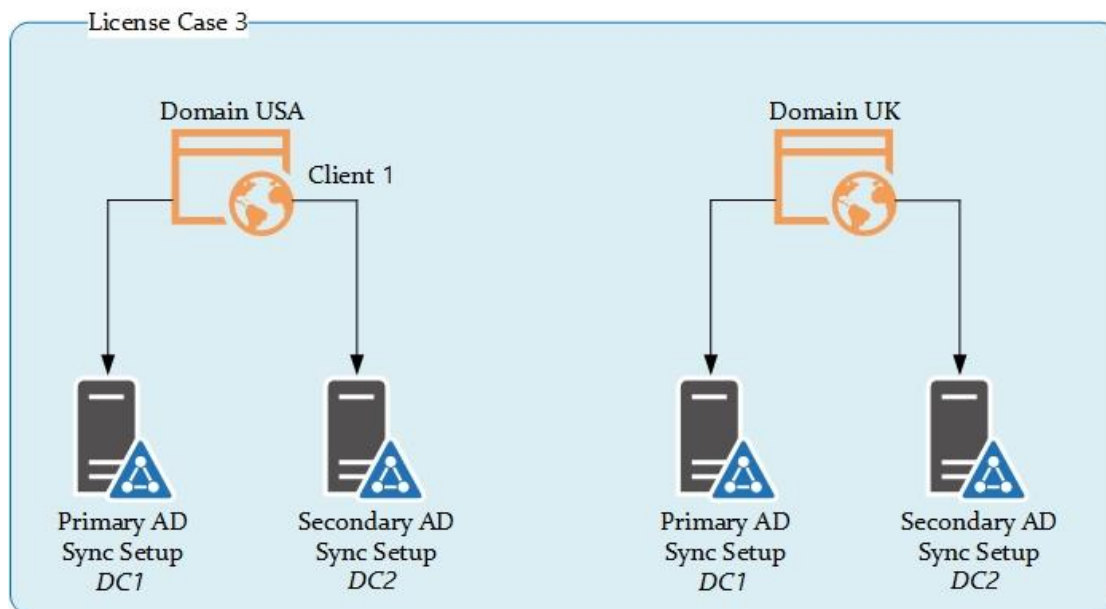 License Case 3
Domain USA
Client 1
Primary AD
Sync Setup
DC1
Secondary AD
Sync Setup
DC2
Domain UK
Primary AD
Sync Setup
DC1
Secondary AD
Sync Setup
DC2